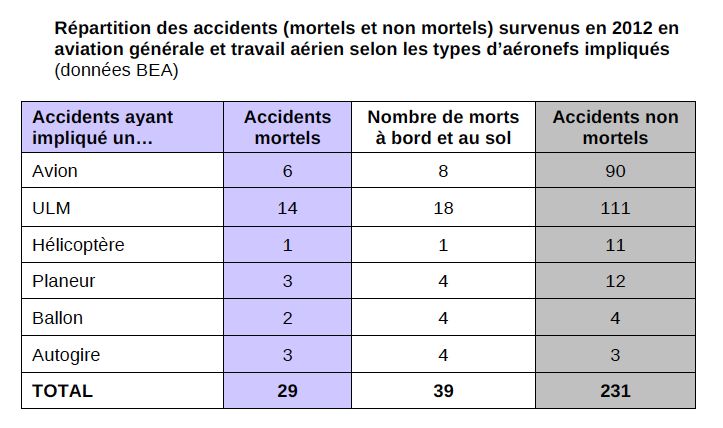 Répartition des accidents (mortels et non mortels) survenus en 2012 en
aviation générale et travail aérien selon les types d'aéronefs impliqués
(données BEA)
Accidents ayant impliqué un… Accidents mortels Nombre de morts à bord et au sol Accidents non mortels
Avion 6 8 90
ULM 14 18 111
Hélicoptère 1 1 11
Planeur 3 4 12
Ballon 2 4 4
Autogire 3 4 3
TOTAL 29 39 231